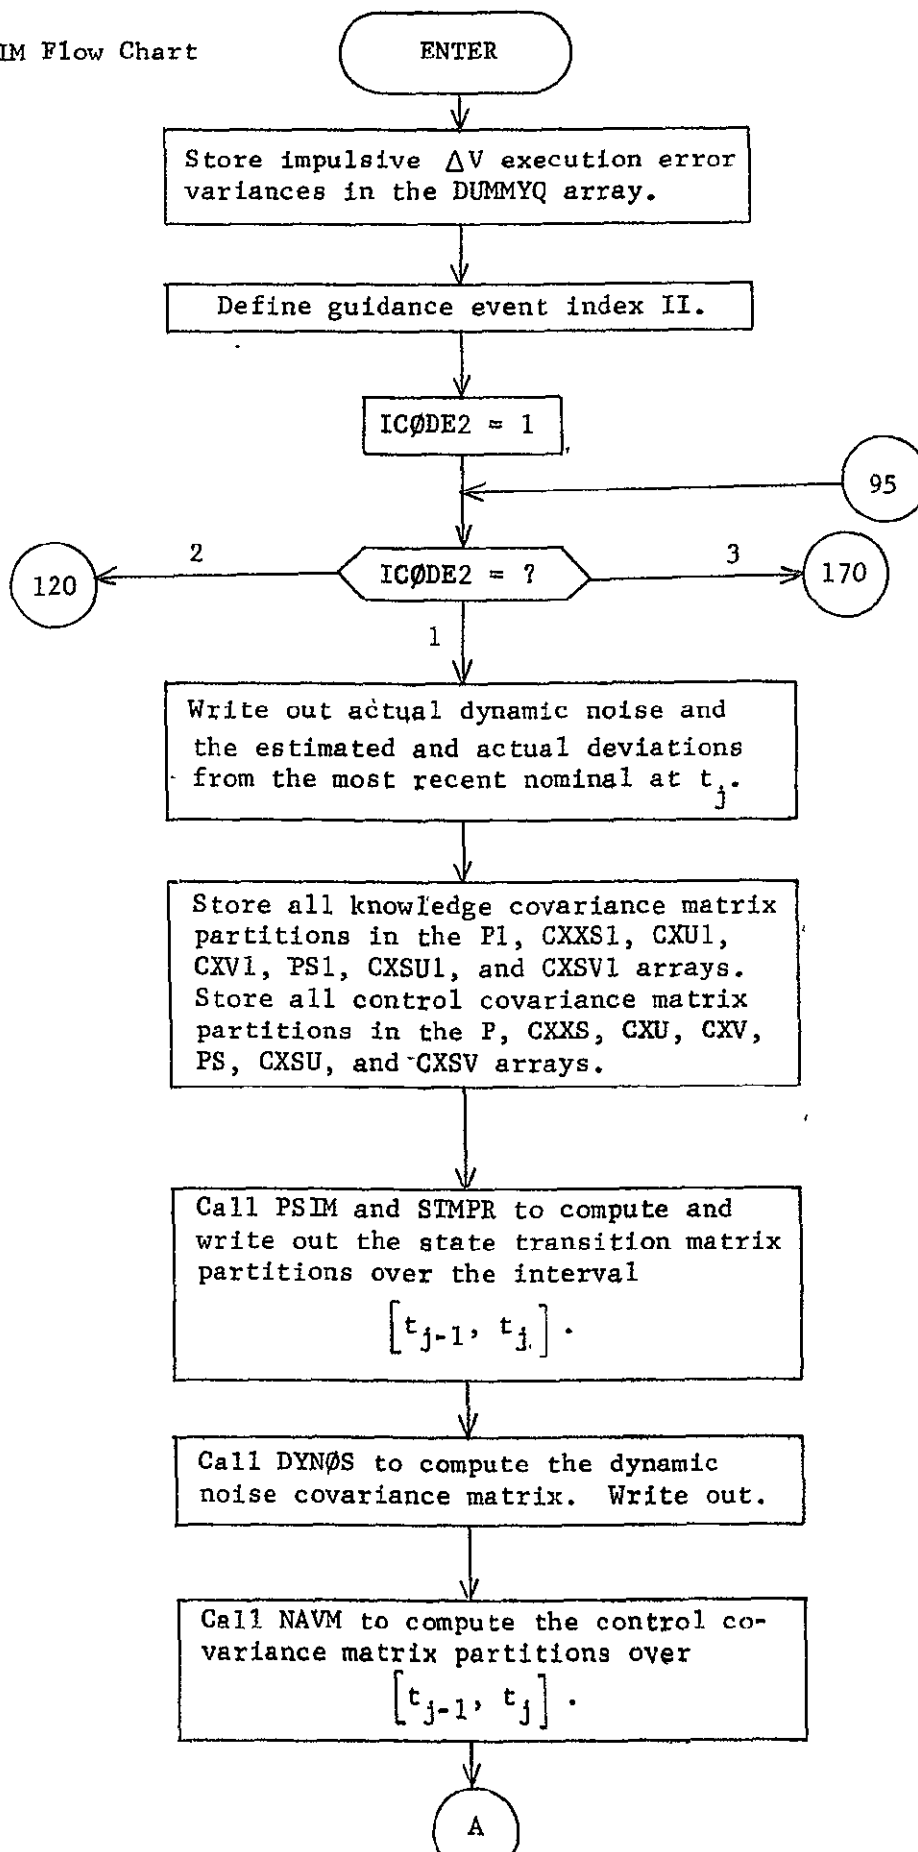 IM Flow Chart
ENTER
Store impulsive ΔV execution error
variances in the DUMMYQ array.
Define guidance event index II.
ICØDE2 = 1
95
2
ICØDE2 = ?
3
120
170
1
Write out actual dynamic noise and
the estimated and actual deviations
from the most recent nominal at t_j.
Store all knowledge covariance matrix
partitions in the P1, CXXS1, CXU1,
CXV1, PS1, CXSU1, and CXSV1 arrays.
Store all control covariance matrix
partitions in the P, CXXS, CXU, CXV,
PS, CXSU, and CXSV arrays.
Call PSIM and STMPR to compute and
write out the state transition matrix
partitions over the interval
[t_{j-1}, t_j].
Call DYNØS to compute the dynamic
noise covariance matrix. Write out.
Call NAVM to compute the control co-
variance matrix partitions over
[t_{j-1}, t_j].
A